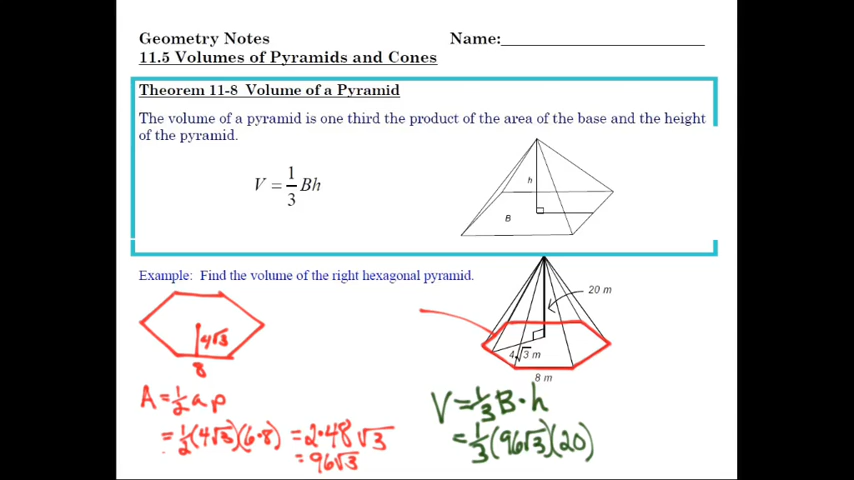 Geometry Notes Name:
11.5 Volumes of Pyramids and Cones
Theorem 11-8 Volume of a Pyramid
The volume of a pyramid is one third the product of the area of the base and the height
of the pyramid.
V = 1/3 Bh
h
B
Example: Find the volume of the right hexagonal pyramid.
20 m
4√3
8
4√3 m
8 m
A = 1/2 a p
= 1/2 (4√3)(6·8) = 2·48 √3
= 96√3
V = 1/3 B · h
= 1/3 (96√3)(20)